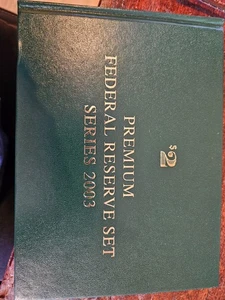 $2
PREMIUM
FEDERAL RESERVE SET
SERIES 2003